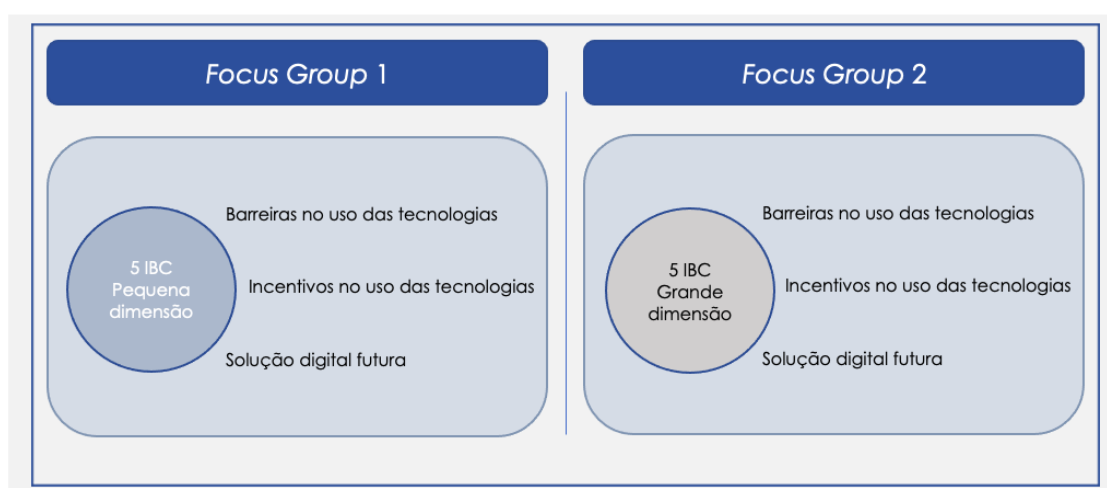 Focus Group 1
Barreiras no uso das tecnologias
5 IBC
Pequena
dimensão
Incentivos no uso das tecnologias
Solução digital futura
Focus Group 2
Barreiras no uso das tecnologias
5 IBC
Grande
dimensão
Incentivos no uso das tecnologias
Solução digital futura